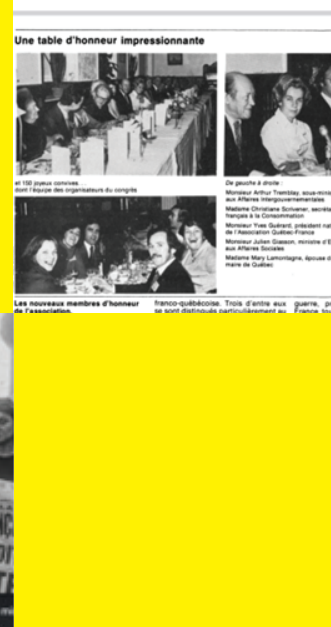 Une table d'honneur impressionnante
et 150 joyeux convives...
dont l'équipe des organisateurs du congrès
De gauche à droite :
Monsieur Arthur Tremblay, sous-minis
aux Affaires Intergouvernementales
Madame Christiane Scrivener, secréta
français à la Consommation
Monsieur Yves Guérard, président nat
de l'Association Québec-France
Monsieur Julien Giasson, ministre d'E
aux Affaires Sociales
Madame Mary Lamontagne, épouse d
maire de Québec
Les nouveaux membres d'honneur
de l'association.
franco-québécoise. Trois d'entre eux
se sont distingués particulièrement au
guerre, pr
France tou